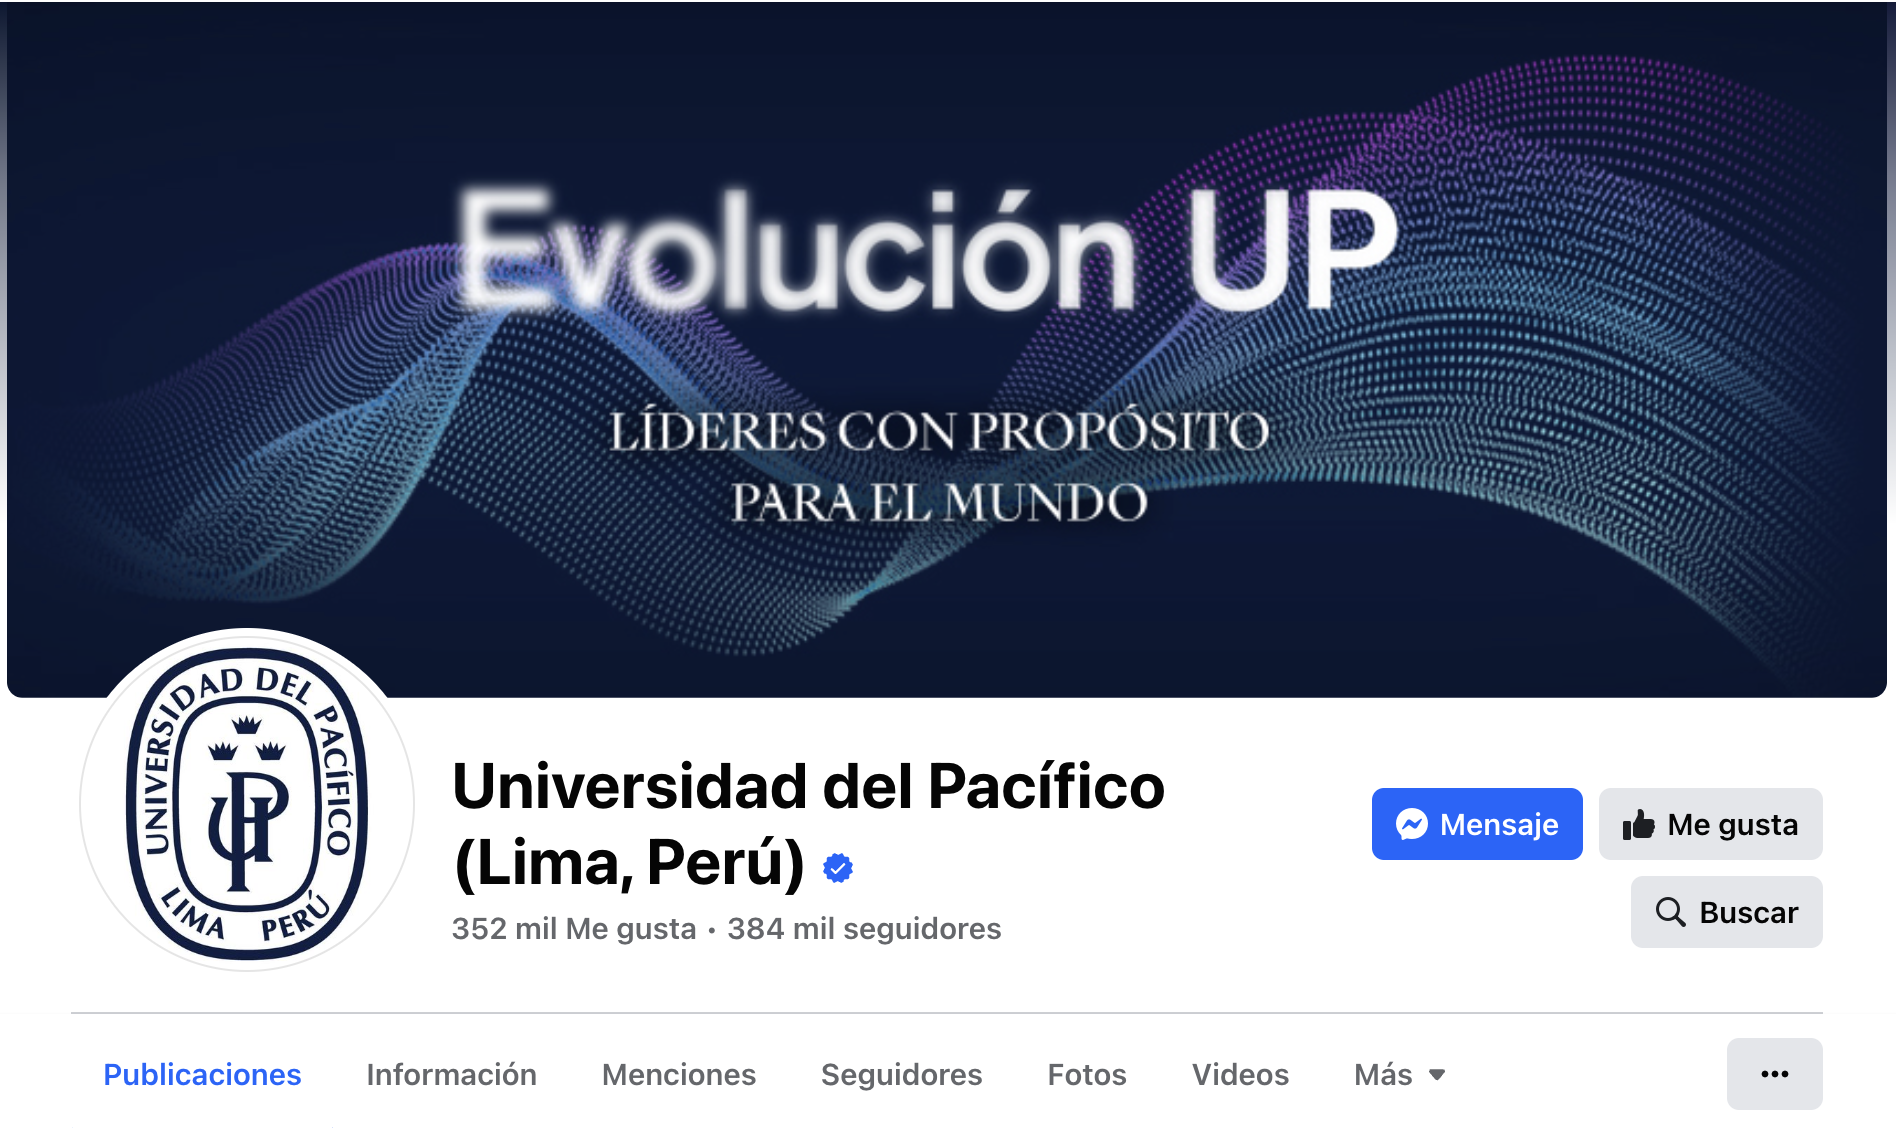 Evolución UP
LÍDERES CON PROPÓSITO
PARA EL MUNDO
UNIVERSIDAD DEL PACÍFICO
LIMA PERÚ
UP
Universidad del Pacífico
(Lima, Perú)
352 mil Me gusta • 384 mil seguidores
Mensaje
Me gusta
Buscar
Publicaciones
Información
Menciones
Seguidores
Fotos
Videos
Más